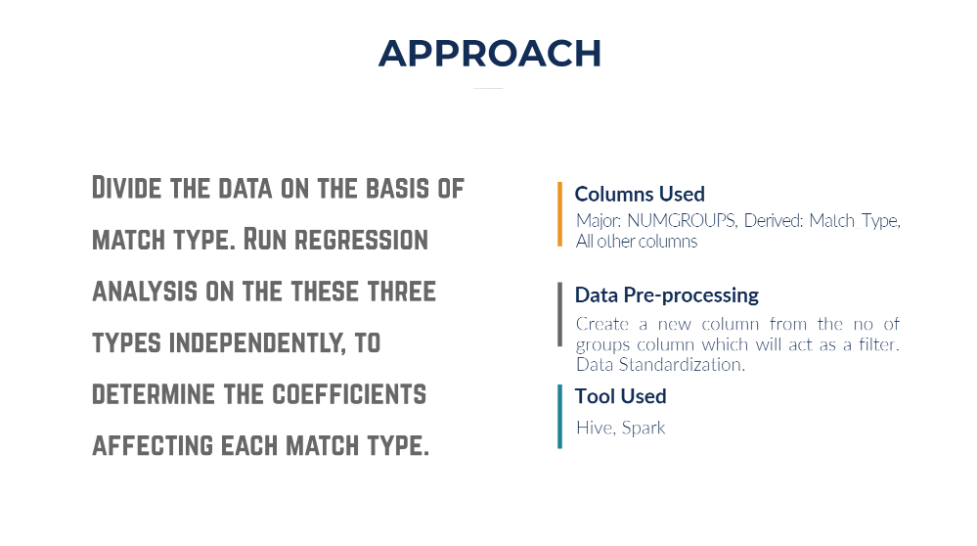 APPROACH
Divide the data on the basis of
match type. Run regression
analysis on the these three
types independently, to
determine the coefficients
affecting each match type.
Columns Used
Major: NUMGROUPS, Derived: Match_Type,
All other columns
Data Pre-processing
Create a new column from the no of
groups column which will act as a filter.
Data Standardization.
Tool Used
Hive, Spark